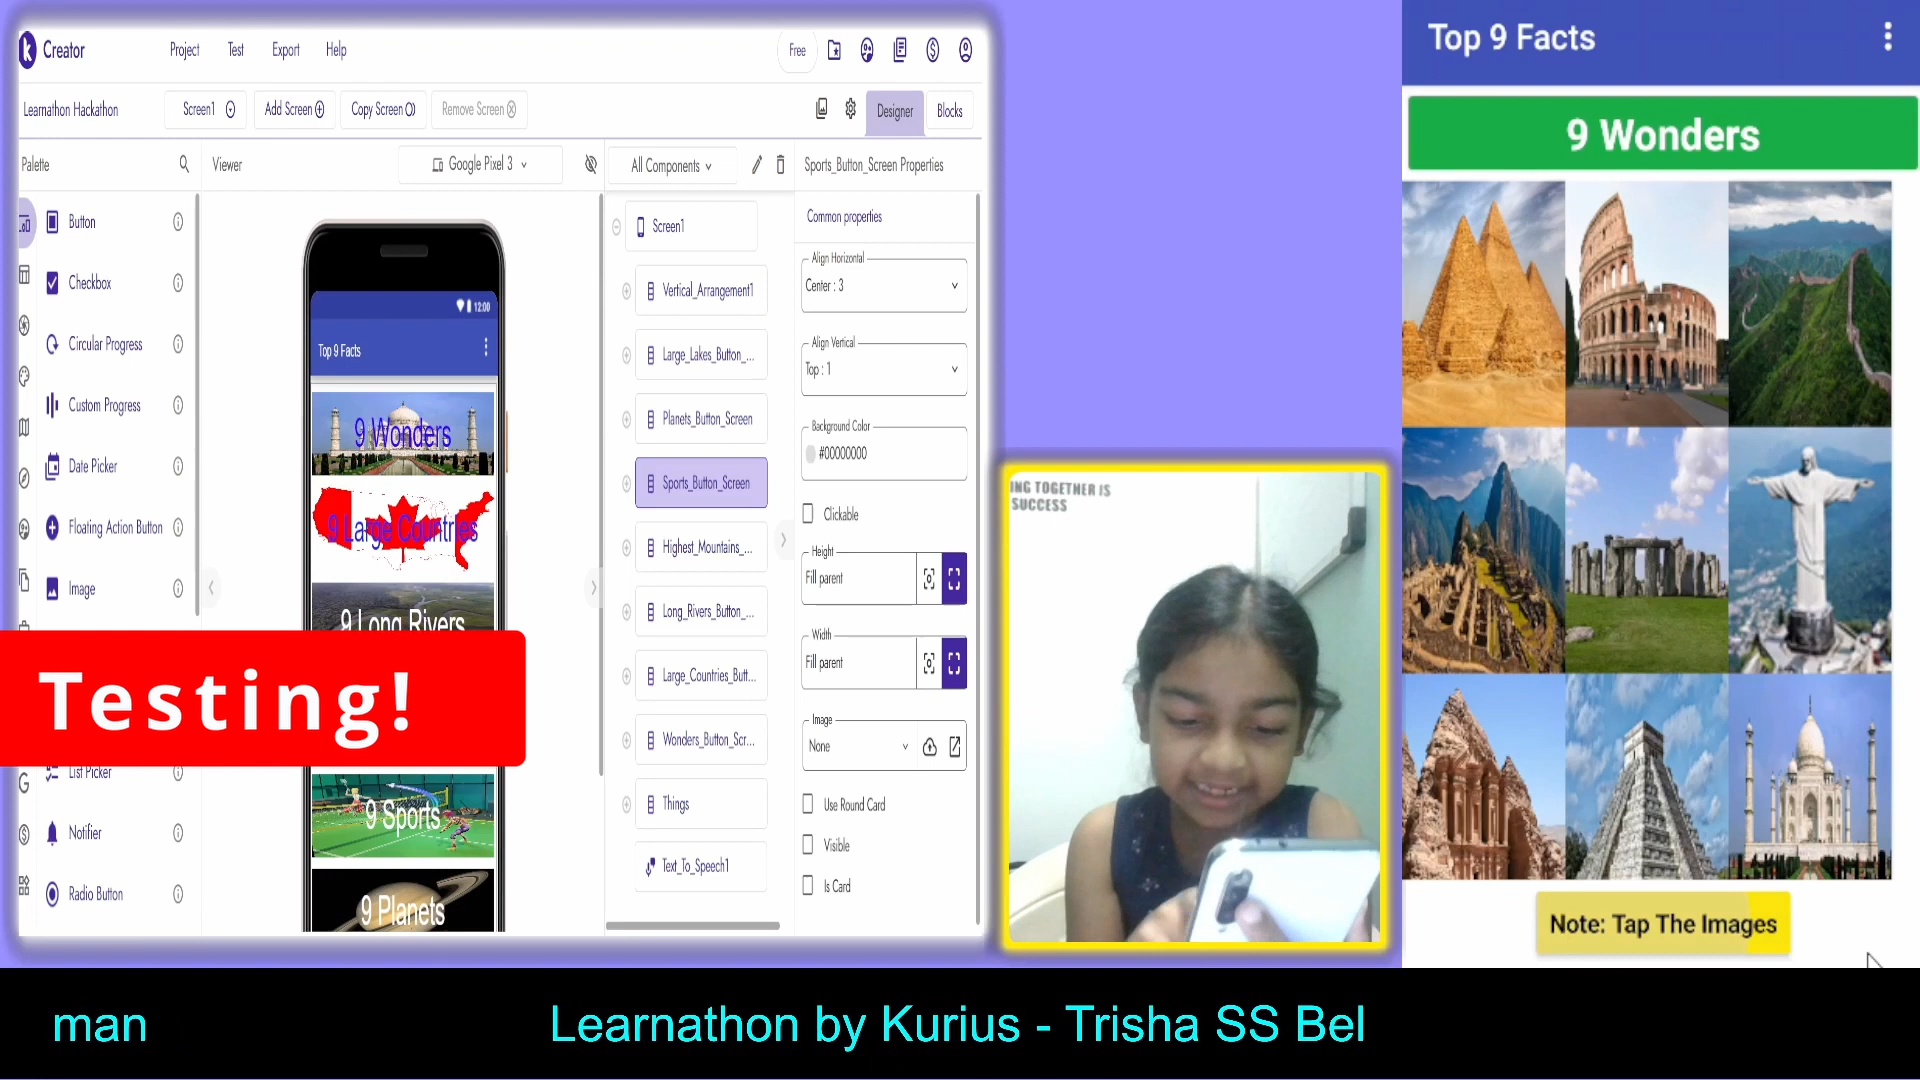 Creator
Project
Test
Export
Help
Free
Learnathon Hackathon
Screen1
Add Screen
Copy Screen
Remove Screen
Designer
Blocks
Palette
Viewer
Google Pixel 3
All Components
Sports_Button_Screen Properties
Button
Checkbox
Circular Progress
Custom Progress
Date Picker
Floating Action Button
Image
List Picker
Notifier
Radio Button
12:00
Top 9 Facts
9 Wonders
9 Large Countries
9 Long Rivers
9 Sports
9 Planets
Testing!
Screen1
Vertical_Arrangement1
Large_Lakes_Button_...
Planets_Button_Screen
Sports_Button_Screen
Highest_Mountains_...
Long_Rivers_Button_...
Large_Countries_Butt...
Wonders_Button_Scr...
Things
Text_To_Speech1
Common properties
Align Horizontal
Center : 3
Align Vertical
Top : 1
Background Color
#00000000
Clickable
Height
Fill parent
Width
Fill parent
Image
None
Use Round Card
Visible
Is Card
ING TOGETHER IS
SUCCESS
Top 9 Facts
9 Wonders
Note: Tap The Images
man
Learnathon by Kurius - Trisha SS Bel